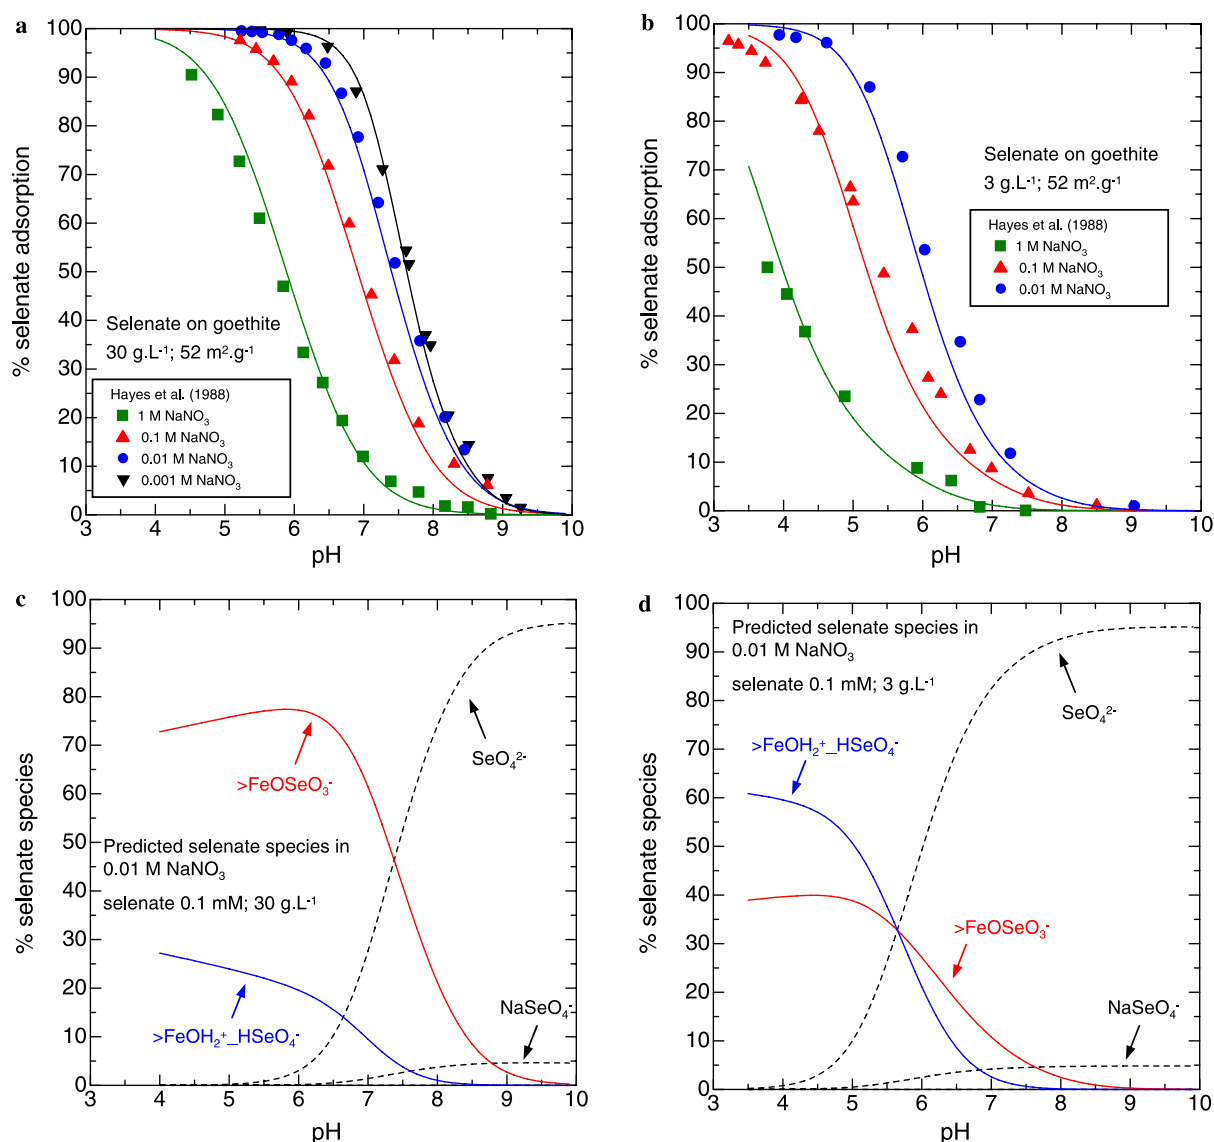 a
% selenate adsorption
100
90
80
70
60
50
40
30
20
10
0
Selenate on goethite
30 g.L⁻¹; 52 m².g⁻¹
Hayes et al. (1988)
1 M NaNO₃
0.1 M NaNO₃
0.01 M NaNO₃
0.001 M NaNO₃
3 4 5 6 7 8 9 10
pH
b
% selenate adsorption
100
90
80
70
60
50
40
30
20
10
0
Selenate on goethite
3 g.L⁻¹; 52 m².g⁻¹
Hayes et al. (1988)
1 M NaNO₃
0.1 M NaNO₃
0.01 M NaNO₃
3 4 5 6 7 8 9 10
pH
c
% selenate species
100
90
80
70
60
50
40
30
20
10
0
SeO₄²⁻
>FeOSeO₃⁻
Predicted selenate species in
0.01 M NaNO₃
selenate 0.1 mM; 30 g.L⁻¹
>FeOH₂⁺_HSeO₄⁻
NaSeO₄⁻
3 4 5 6 7 8 9 10
pH
d
% selenate species
100
90
80
70
60
50
40
30
20
10
0
Predicted selenate species in
0.01 M NaNO₃
selenate 0.1 mM; 3 g.L⁻¹
SeO₄²⁻
>FeOH₂⁺_HSeO₄⁻
>FeOSeO₃⁻
NaSeO₄⁻
3 4 5 6 7 8 9 10
pH